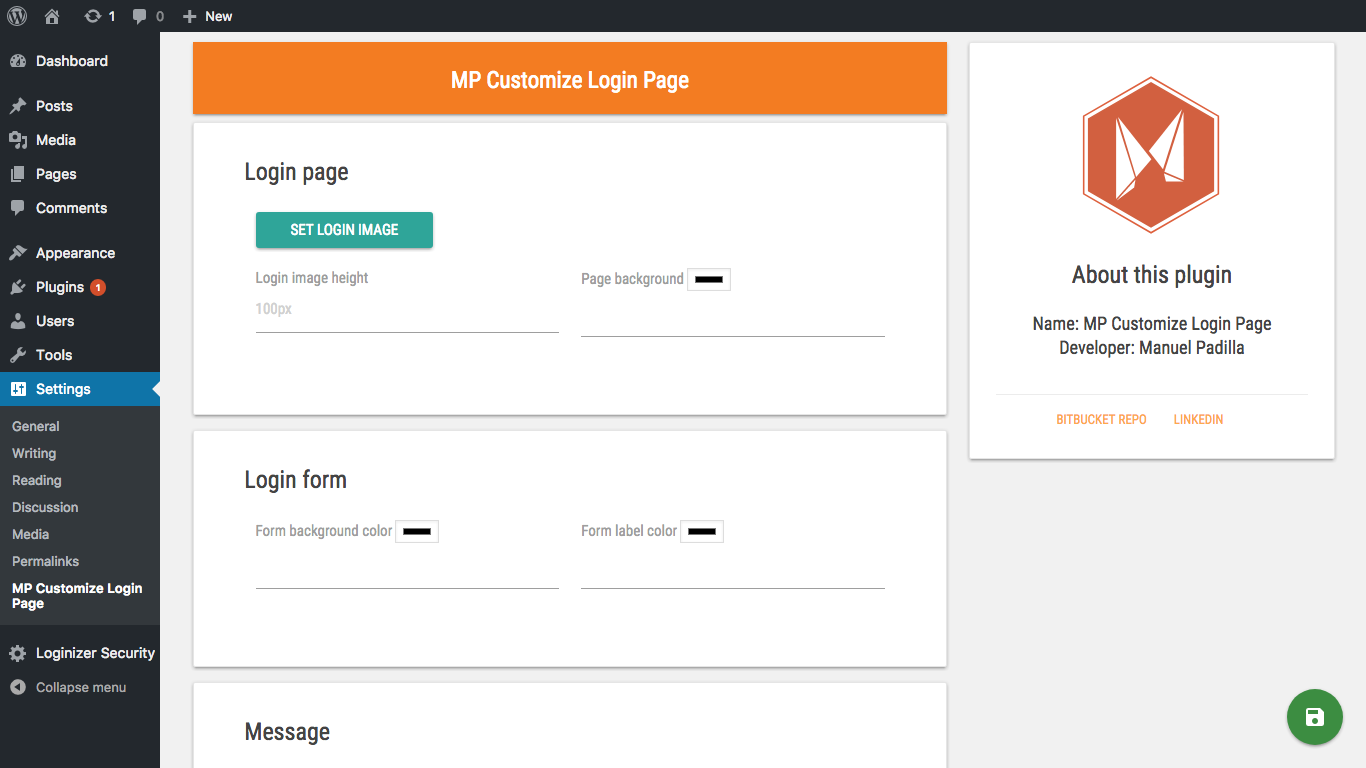 1
0
New
Dashboard
Posts
Media
Pages
Comments
Appearance
Plugins 1
Users
Tools
Settings
General
Writing
Reading
Discussion
Media
Permalinks
MP Customize Login
Page
Loginizer Security
Collapse menu
MP Customize Login Page
Login page
SET LOGIN IMAGE
Login image height
100px
Page background
Login form
Form background color
Form label color
Message
About this plugin
Name: MP Customize Login Page
Developer: Manuel Padilla
BITBUCKET REPO
LINKEDIN